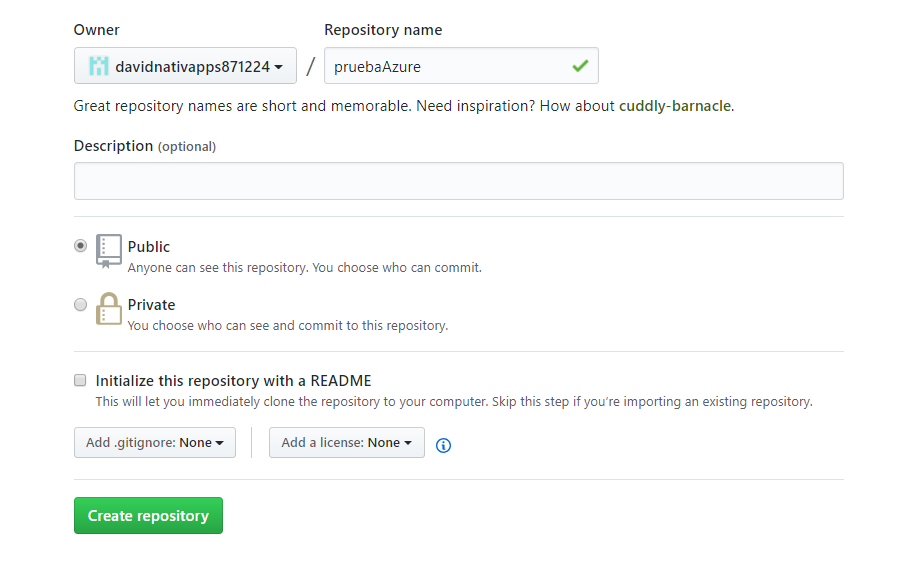 Owner
Repository name
davidnativapps871224
/
pruebaAzure
Great repository names are short and memorable. Need inspiration? How about cuddly-barnacle.
Description (optional)
Public
Anyone can see this repository. You choose who can commit.
Private
You choose who can see and commit to this repository.
Initialize this repository with a README
This will let you immediately clone the repository to your computer. Skip this step if you’re importing an existing repository.
Add .gitignore: None
Add a license: None
Create repository